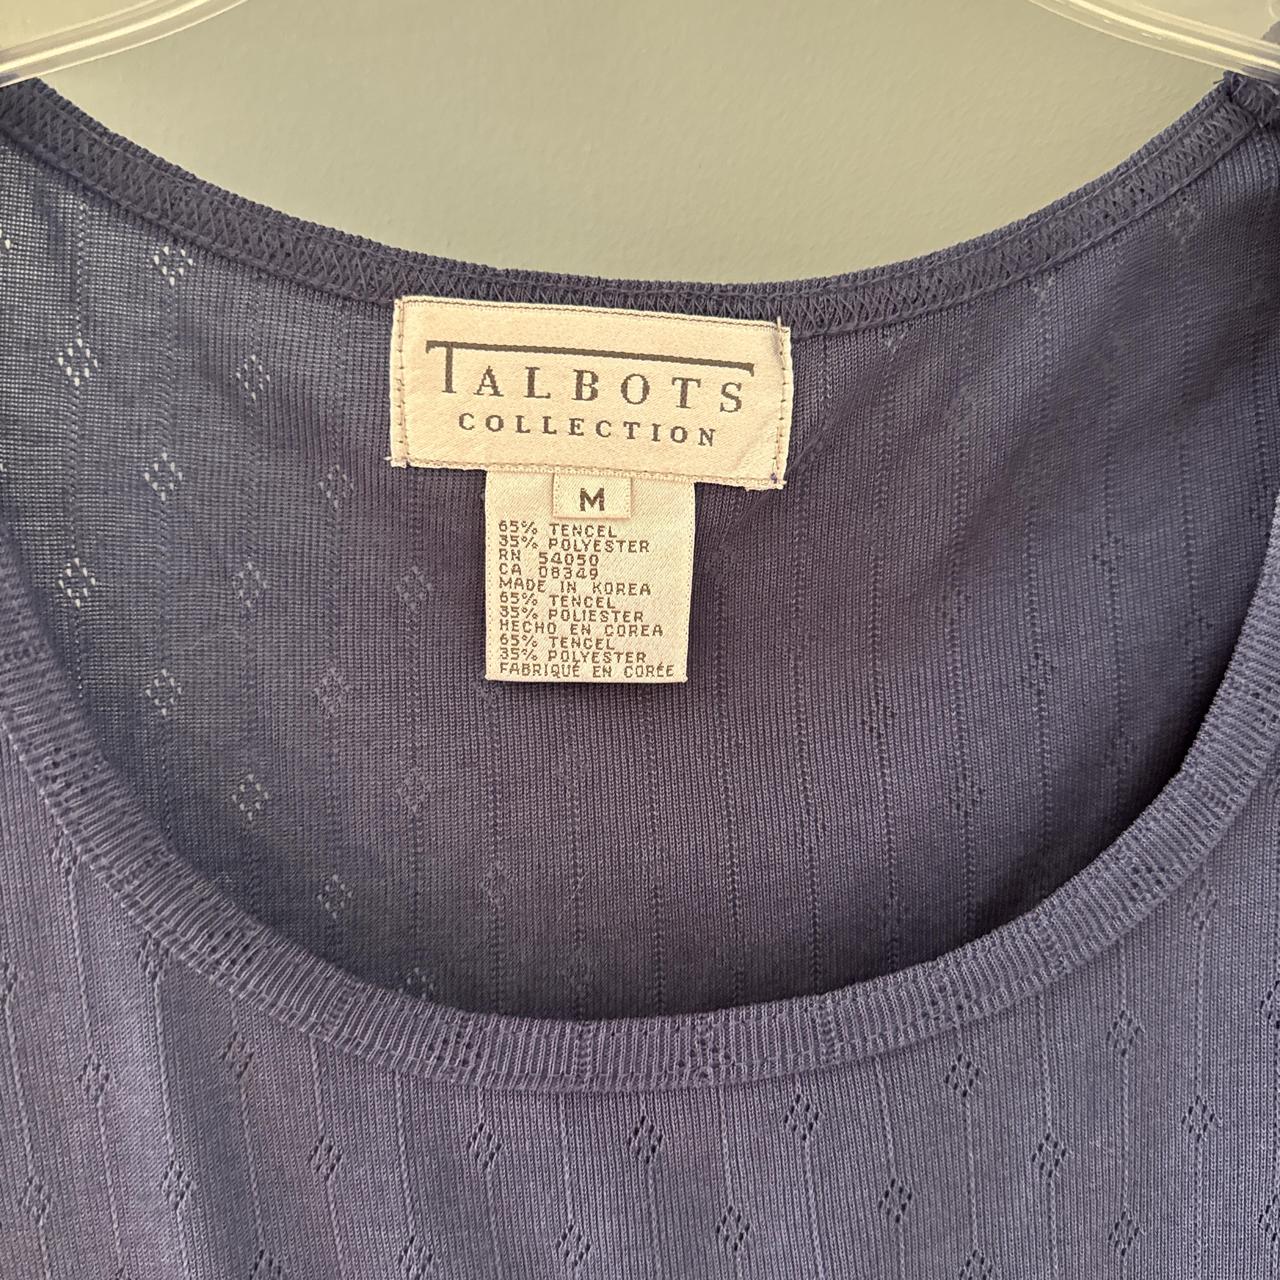 TALBOTS
COLLECTION
M
65% TENCEL
35% POLYESTER
RN 54050
CA 08349
MADE IN KOREA
65% TENCEL
35% POLIESTER
HECHO EN COREA
65% TENCEL
35% POLYESTER
FABRIQUÉ EN CORÉE